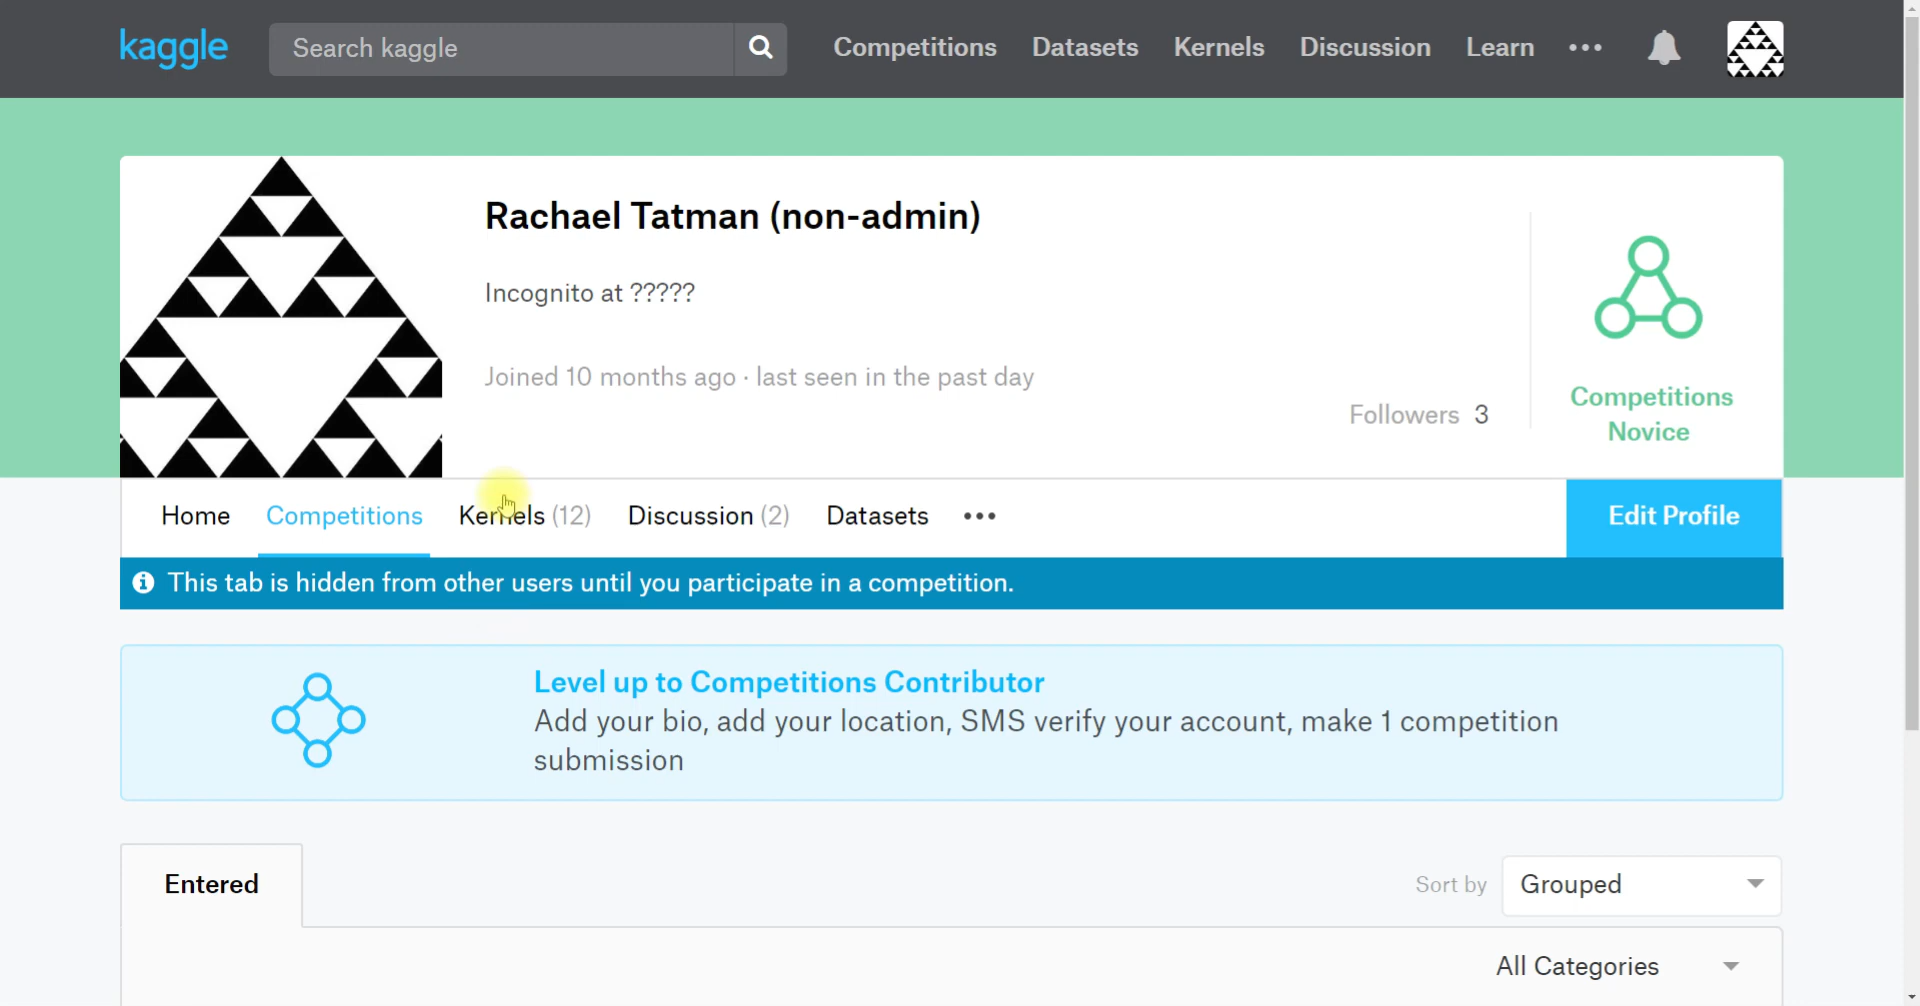 kaggle
Search kaggle
Competitions Datasets Kernels Discussion Learn •••
Rachael Tatman (non-admin)
Incognito at ?????
Joined 10 months ago · last seen in the past day
Followers 3
Competitions
Novice
Home Competitions Kernels (12) Discussion (2) Datasets •••
Edit Profile
This tab is hidden from other users until you participate in a competition.
Level up to Competitions Contributor
Add your bio, add your location, SMS verify your account, make 1 competition
submission
Entered
Sort by Grouped
All Categories